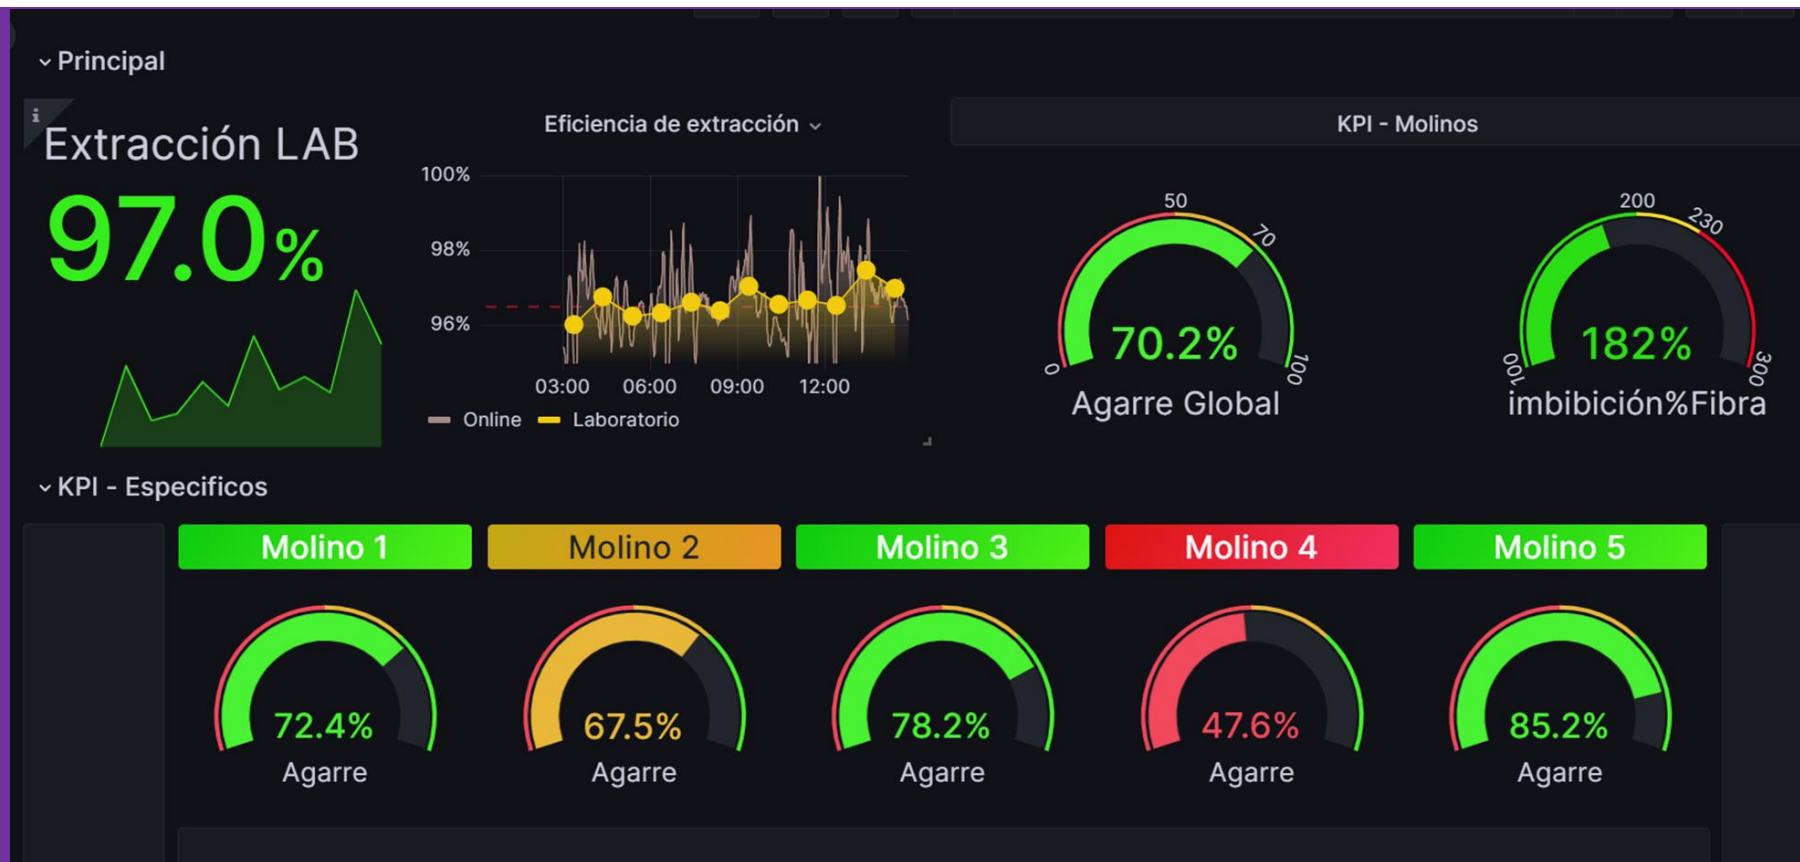 Principal
i
Extracción LAB
97.0%
Eficiencia de extracción
100%
98%
96%
03:00 06:00 09:00 12:00
Online Laboratorio
KPI - Molinos
0 50 70 100
70.2%
Agarre Global
100 200 230 300
182%
imbibición%Fibra
KPI - Especificos
Molino 1 Molino 2 Molino 3 Molino 4 Molino 5
72.4% 67.5% 78.2% 47.6% 85.2%
Agarre Agarre Agarre Agarre Agarre